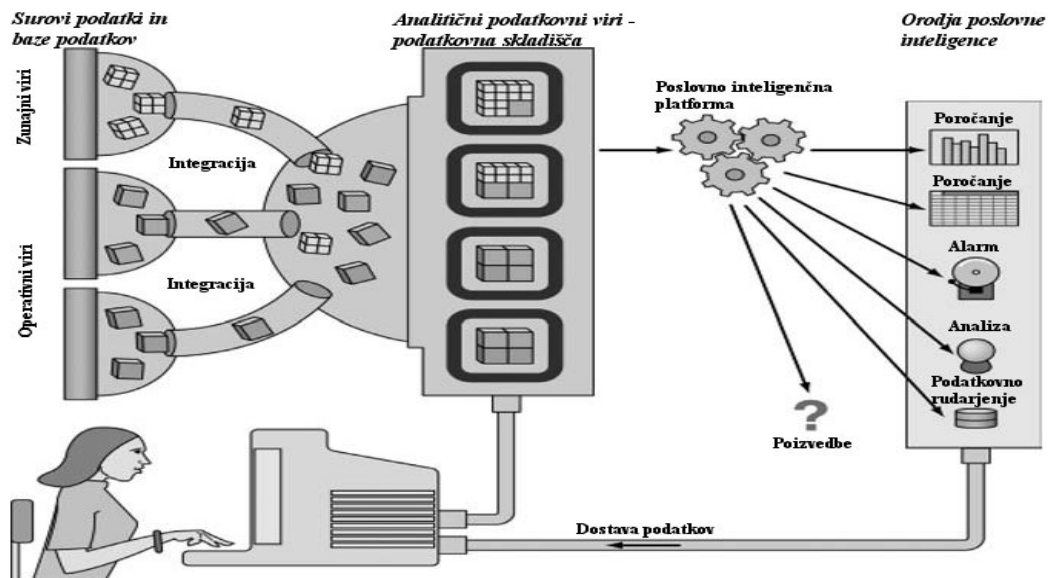 Surovi podatki in
baze podatkov
Analitični podatkovni viri -
podatkovna skladišča
Orodja poslovne
inteligence
Zunajni viri
Operativni viri
Integracija
Integracija
Poslovno inteligenčna
platforma
Poročanje
Poročanje
Alarm
Analiza
Podatkovno
rudarjenje
?
Poizvedbe
Dostava podatkov